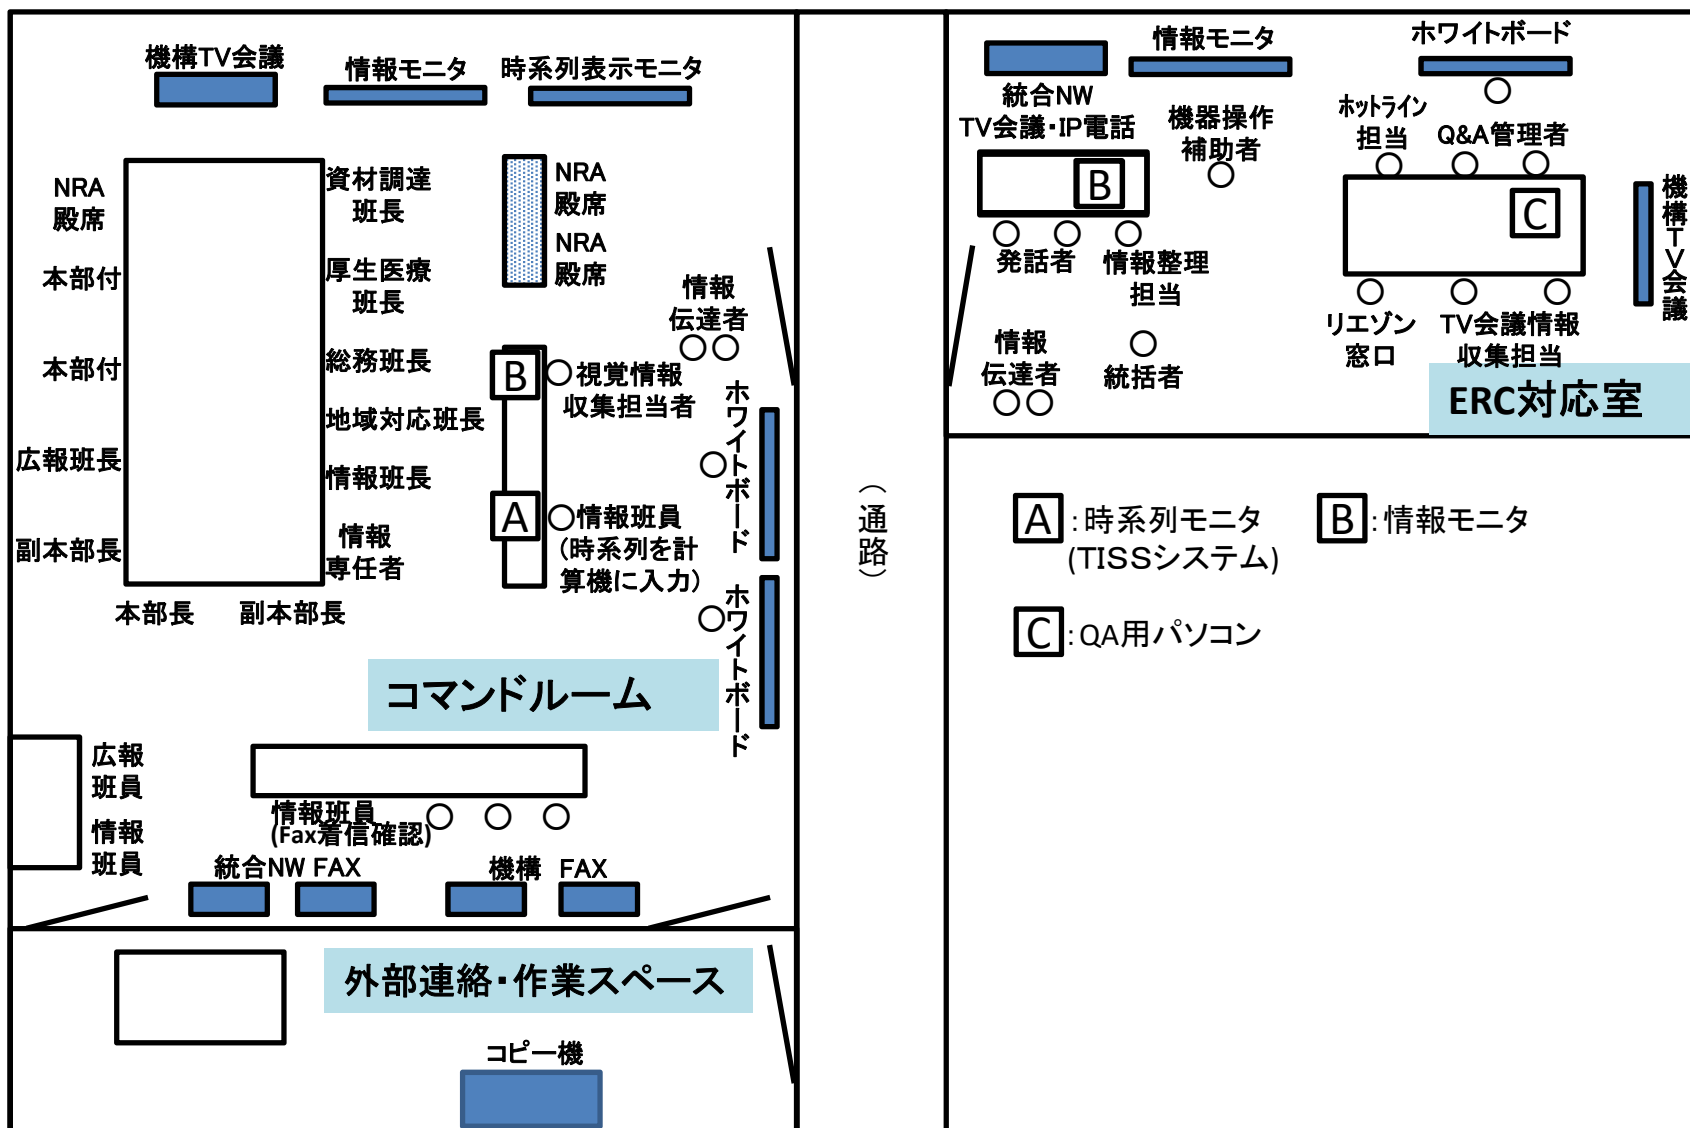 機構TV会議
情報モニタ
時系列表示モニタ
NRA
殿席
本部付
本部付
広報班長
副本部長
資材調達
班長
厚生医療
班長
総務班長
地域対応班長
情報班長
情報
専任者
本部長
副本部長
NRA
殿席
NRA
殿席
情報
伝達者
B
視覚情報
収集担当者
A
情報班員
(時系列を計
算機に入力)
ホワイトボード
ホワイトボード
コマンドルーム
広報
班員
情報
班員
情報班員
(Fax着信確認)
統合NW FAX
機構 FAX
外部連絡・作業スペース
コピー機
(通路)
統合NW
TV会議・IP電話
情報モニタ
ホワイトボード
機器操作
補助者
ホットライン
担当
Q&A管理者
B
C
機構TV会議
発話者
情報整理
担当
情報
伝達者
統括者
リエゾン
窓口
TV会議情報
収集担当
ERC対応室
A:時系列モニタ
(TISSシステム)
B:情報モニタ
C:QA用パソコン